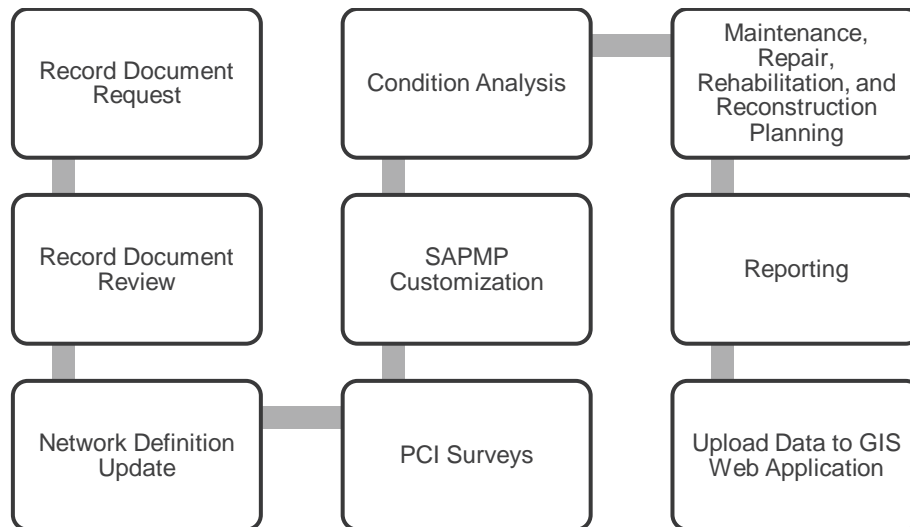 Record Document
Request
Record Document
Review
Network Definition
Update
PCI Surveys
SAPMP
Customization
Condition Analysis
Maintenance,
Repair,
Rehabilitation, and
Reconstruction
Planning
Reporting
Upload Data to GIS
Web Application